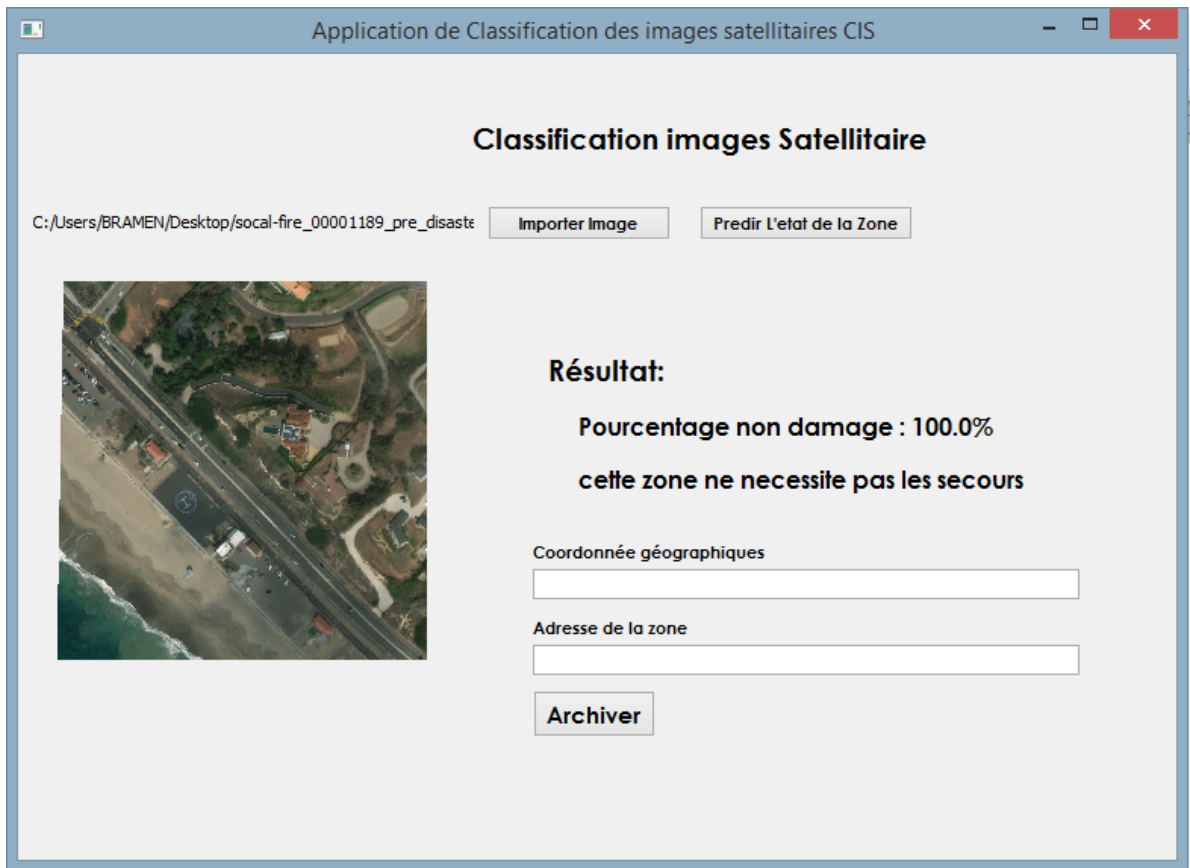 Application de Classification des images satellitaires CIS
Classification images Satellitaire
C:/Users/BRAMEN/Desktop/socal-fire_00001189_pre_disaste
Importer Image
Predir L'etat de la Zone
Résultat:
Pourcentage non damage : 100.0%
cette zone ne necessite pas les secours
Coordonnée géographiques
Adresse de la zone
Archiver